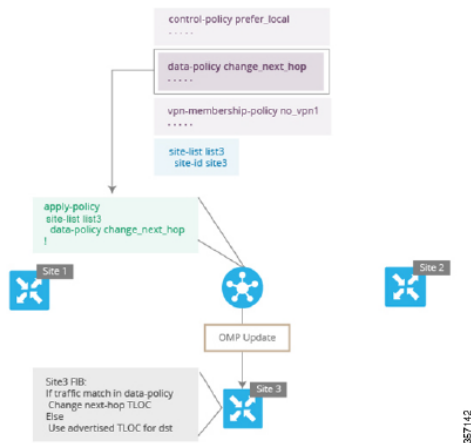 control-policy prefer_local
. . . . .
data-policy change_next_hop
. . . . .
vpn-membership-policy no_vpn1
. . . . .
site-list list3
site-id site3
apply-policy
site-list list3
data-policy change_next_hop
!
Site 1
Site 2
OMP Update
Site3 FIB:
If traffic match in data-policy
Change next-hop TLOC
Else
Use advertised TLOC for dst
Site 3
357142